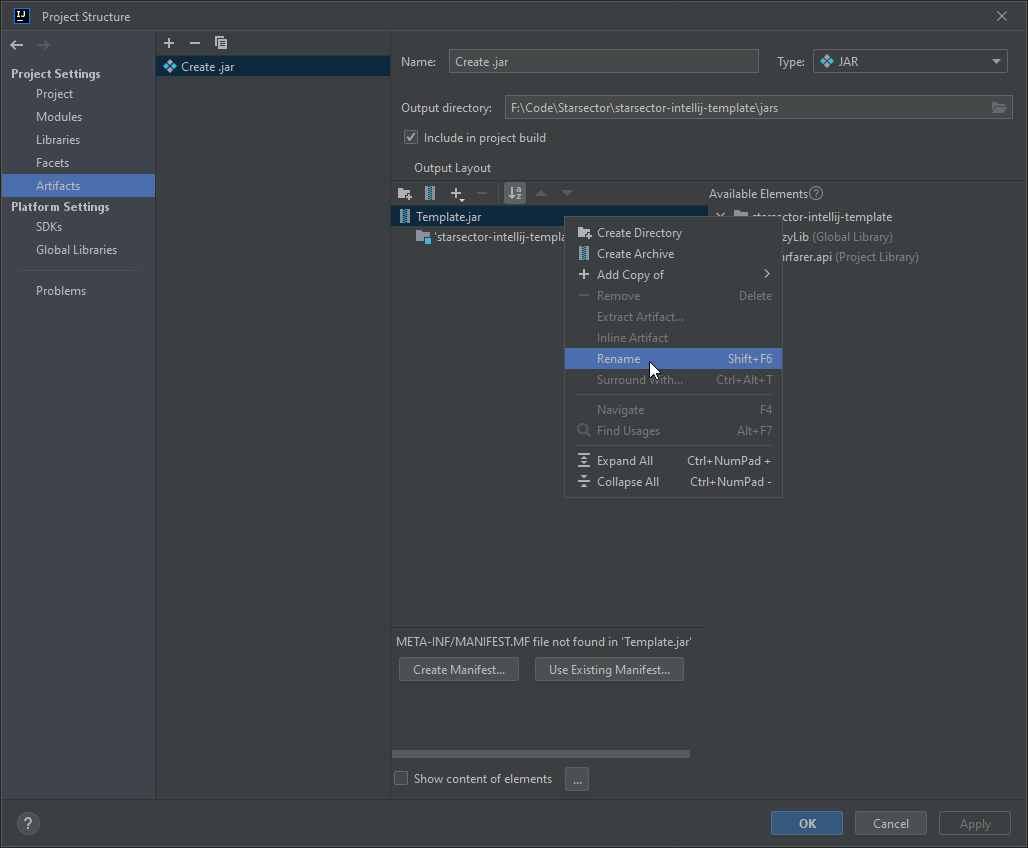 Project Structure
Project Settings
Project
Modules
Libraries
Facets
Artifacts
Platform Settings
SDKs
Global Libraries
Problems
Create .jar
Name: Create .jar Type: JAR
Output directory: F:\Code\Starsector\starsector-intellij-template\jars
Include in project build
Output Layout
Available Elements ?
Template.jar
'starsector-intellij-templa
starsector-intellij-template
zyLib (Global Library)
rfarer.api (Project Library)
Create Directory
Create Archive
Add Copy of
Remove Delete
Extract Artifact...
Inline Artifact
Rename Shift+F6
Surround With... Ctrl+Alt+T
Navigate F4
Find Usages Alt+F7
Expand All Ctrl+NumPad +
Collapse All Ctrl+NumPad -
META-INF/MANIFEST.MF file not found in 'Template.jar'
Create Manifest... Use Existing Manifest...
Show content of elements ...
? OK Cancel Apply